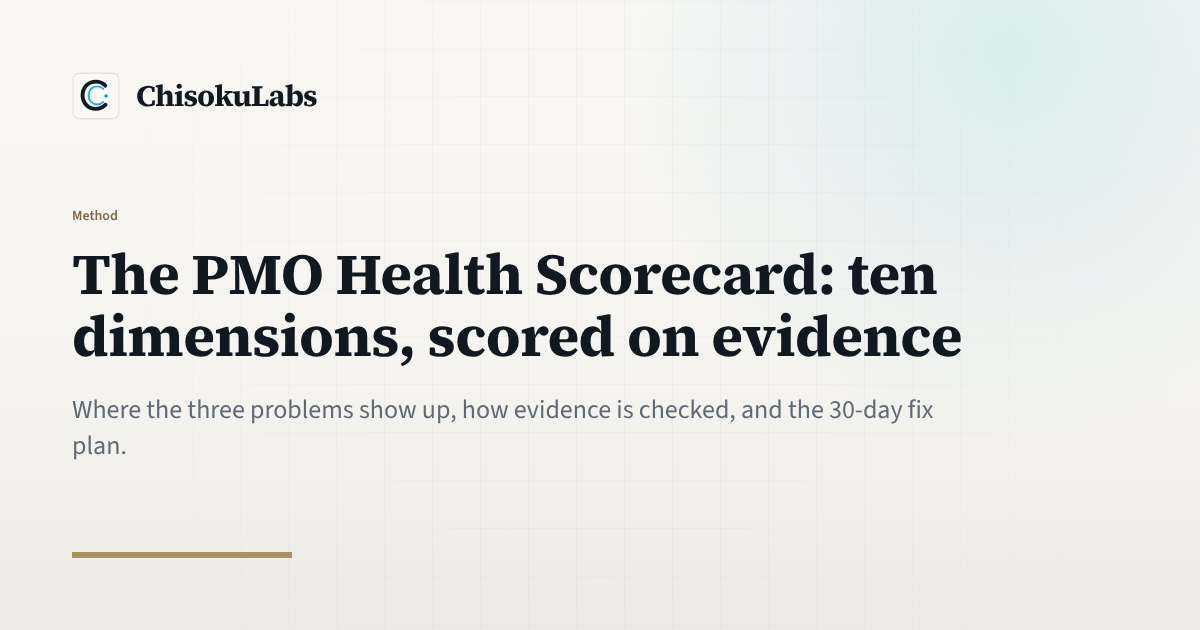 ChisokuLabs
Method
The PMO Health Scorecard: ten
dimensions, scored on evidence
Where the three problems show up, how evidence is checked, and the 30-day fix
plan.